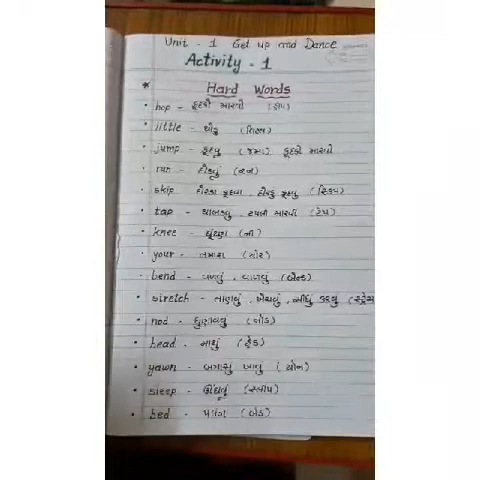 Unit - 1 Get up and Dance
Activity - 1
* Hard Words
• hop - કૂદકો મારવો (હોપ)
• little - થોડુ (લિટલ)
• jump - કૂદવુ (જમ્પ) કૂદકો મારવો
• run - દોડવું (રન)
• skip - દોરડા કૂદવા, દોરડુ કૂદવુ (સ્કિપ)
• tap - થાબડવું, ટપલી મારવી (ટેપ)
• knee - ઘૂંટણ (ની)
• your - તમારા (યોર)
• bend - વળવું, વાળવું (બેન્ડ)
• stretch - તાણવું, ખેંચવું, સીધું કરવુ (સ્ટ્રેચ
• nod - ધુણાવવુ (નોડ)
• head - માથું (હેડ)
• yawn - બગાસું ખાવુ (યોન)
• sleep - ઊંઘવું (સ્લીપ)
• bed - પલંગ (બેડ)